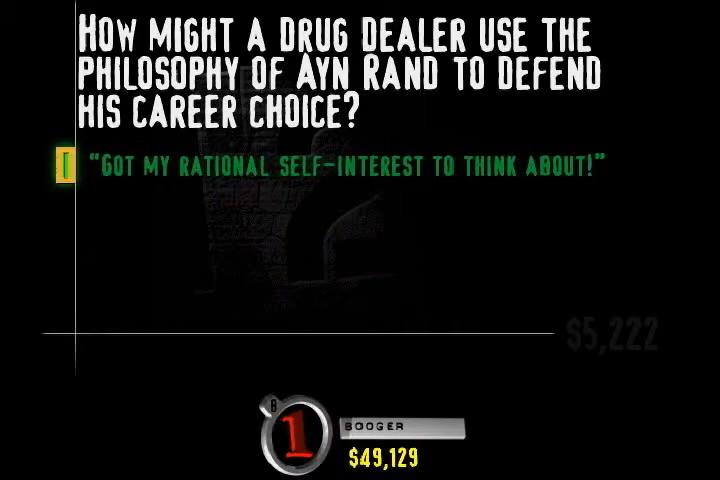 How might a drug dealer use the
philosophy of Ayn Rand to defend
his career choice?
1 "Got my rational self-interest to think about!"
$5,222
B
1 BOOGER
$49,129